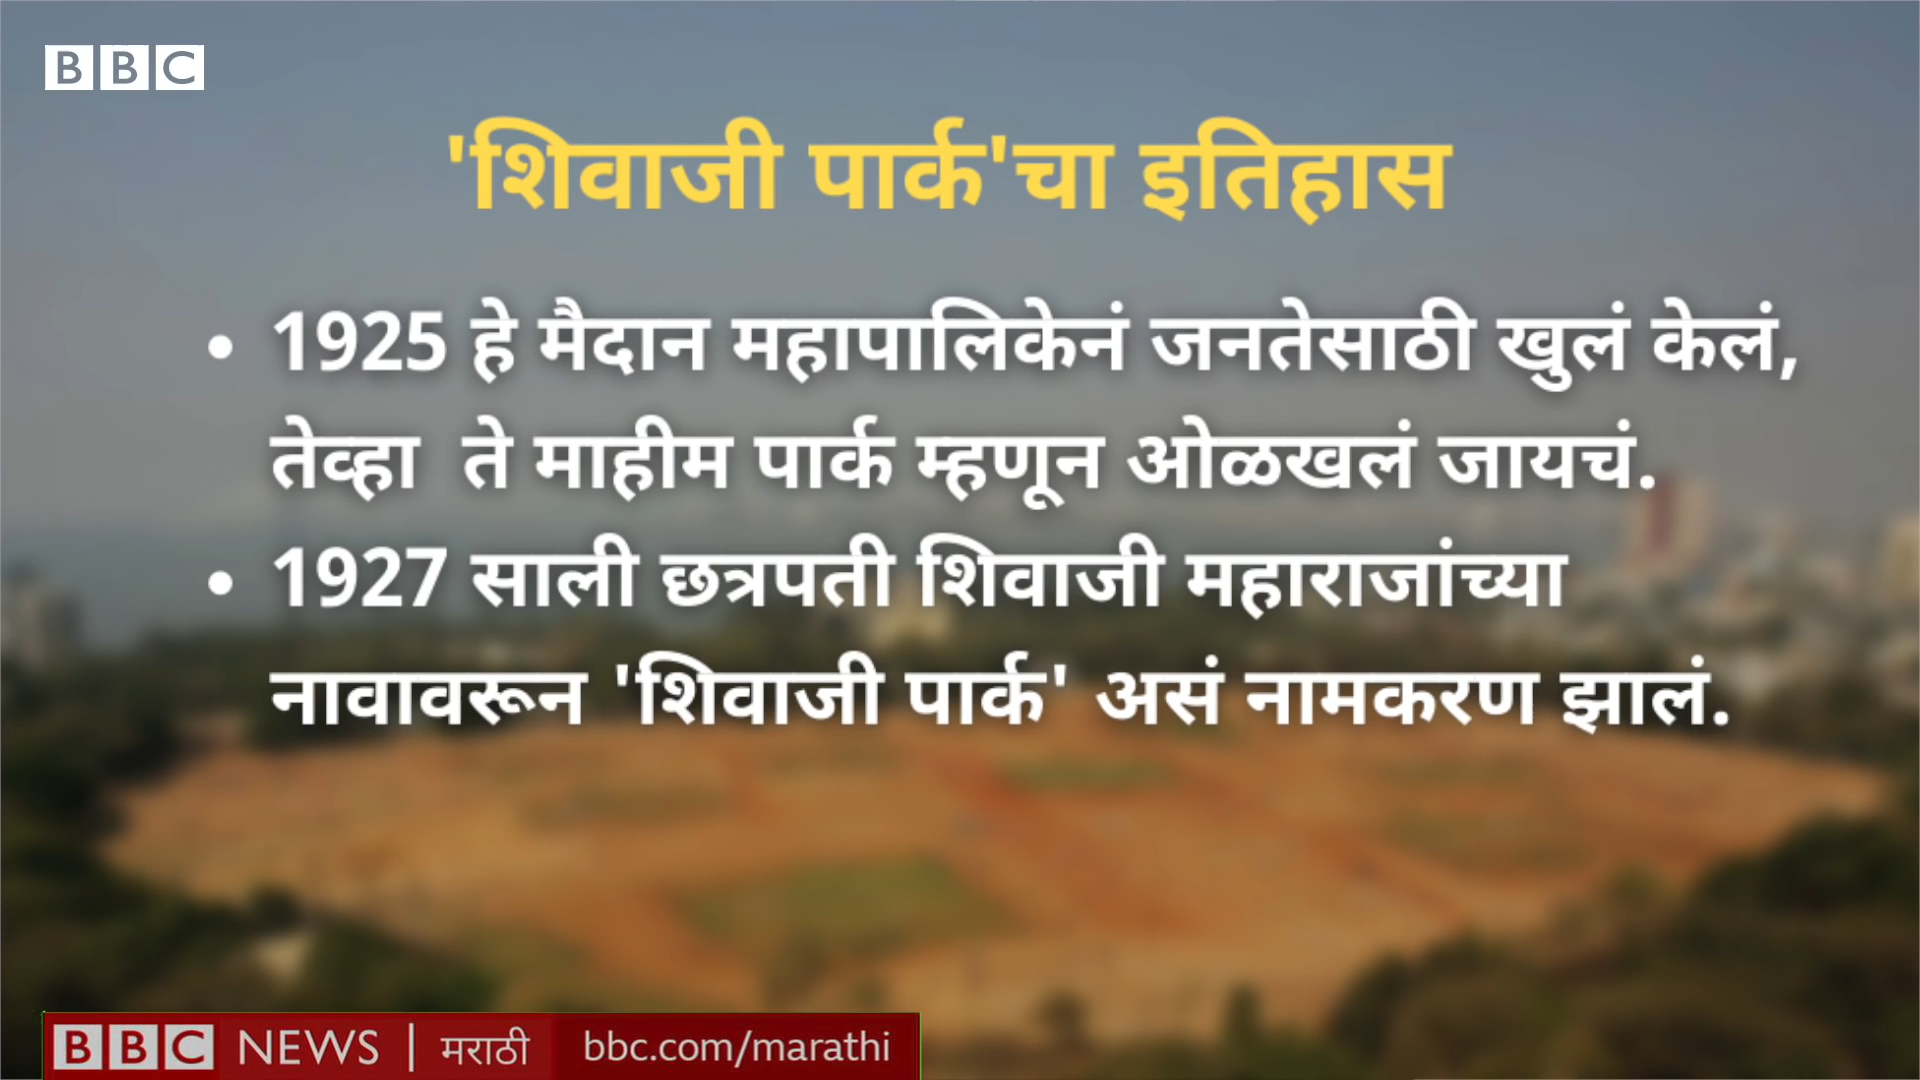 BBC
'शिवाजी पार्क'चा इतिहास
• 1925 हे मैदान महापालिकेनं जनतेसाठी खुलं केलं,
तेव्हा ते माहीम पार्क म्हणून ओळखलं जायचं.
• 1927 साली छत्रपती शिवाजी महाराजांच्या
नावावरून 'शिवाजी पार्क' असं नामकरण झालं.
BBC NEWS | मराठी bbc.com/marathi